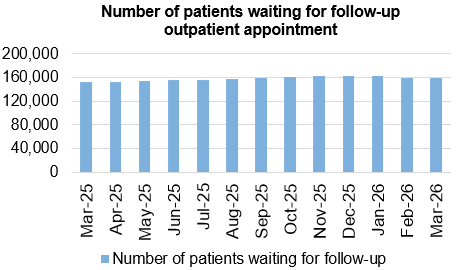 Number of patients waiting for follow-up
outpatient appointment
200,000
160,000
120,000
80,000
40,000
0
Mar-25
Apr-25
May-25
Jun-25
Jul-25
Aug-25
Sep-25
Oct-25
Nov-25
Dec-25
Jan-26
Feb-26
Mar-26
Number of patients waiting for follow-up